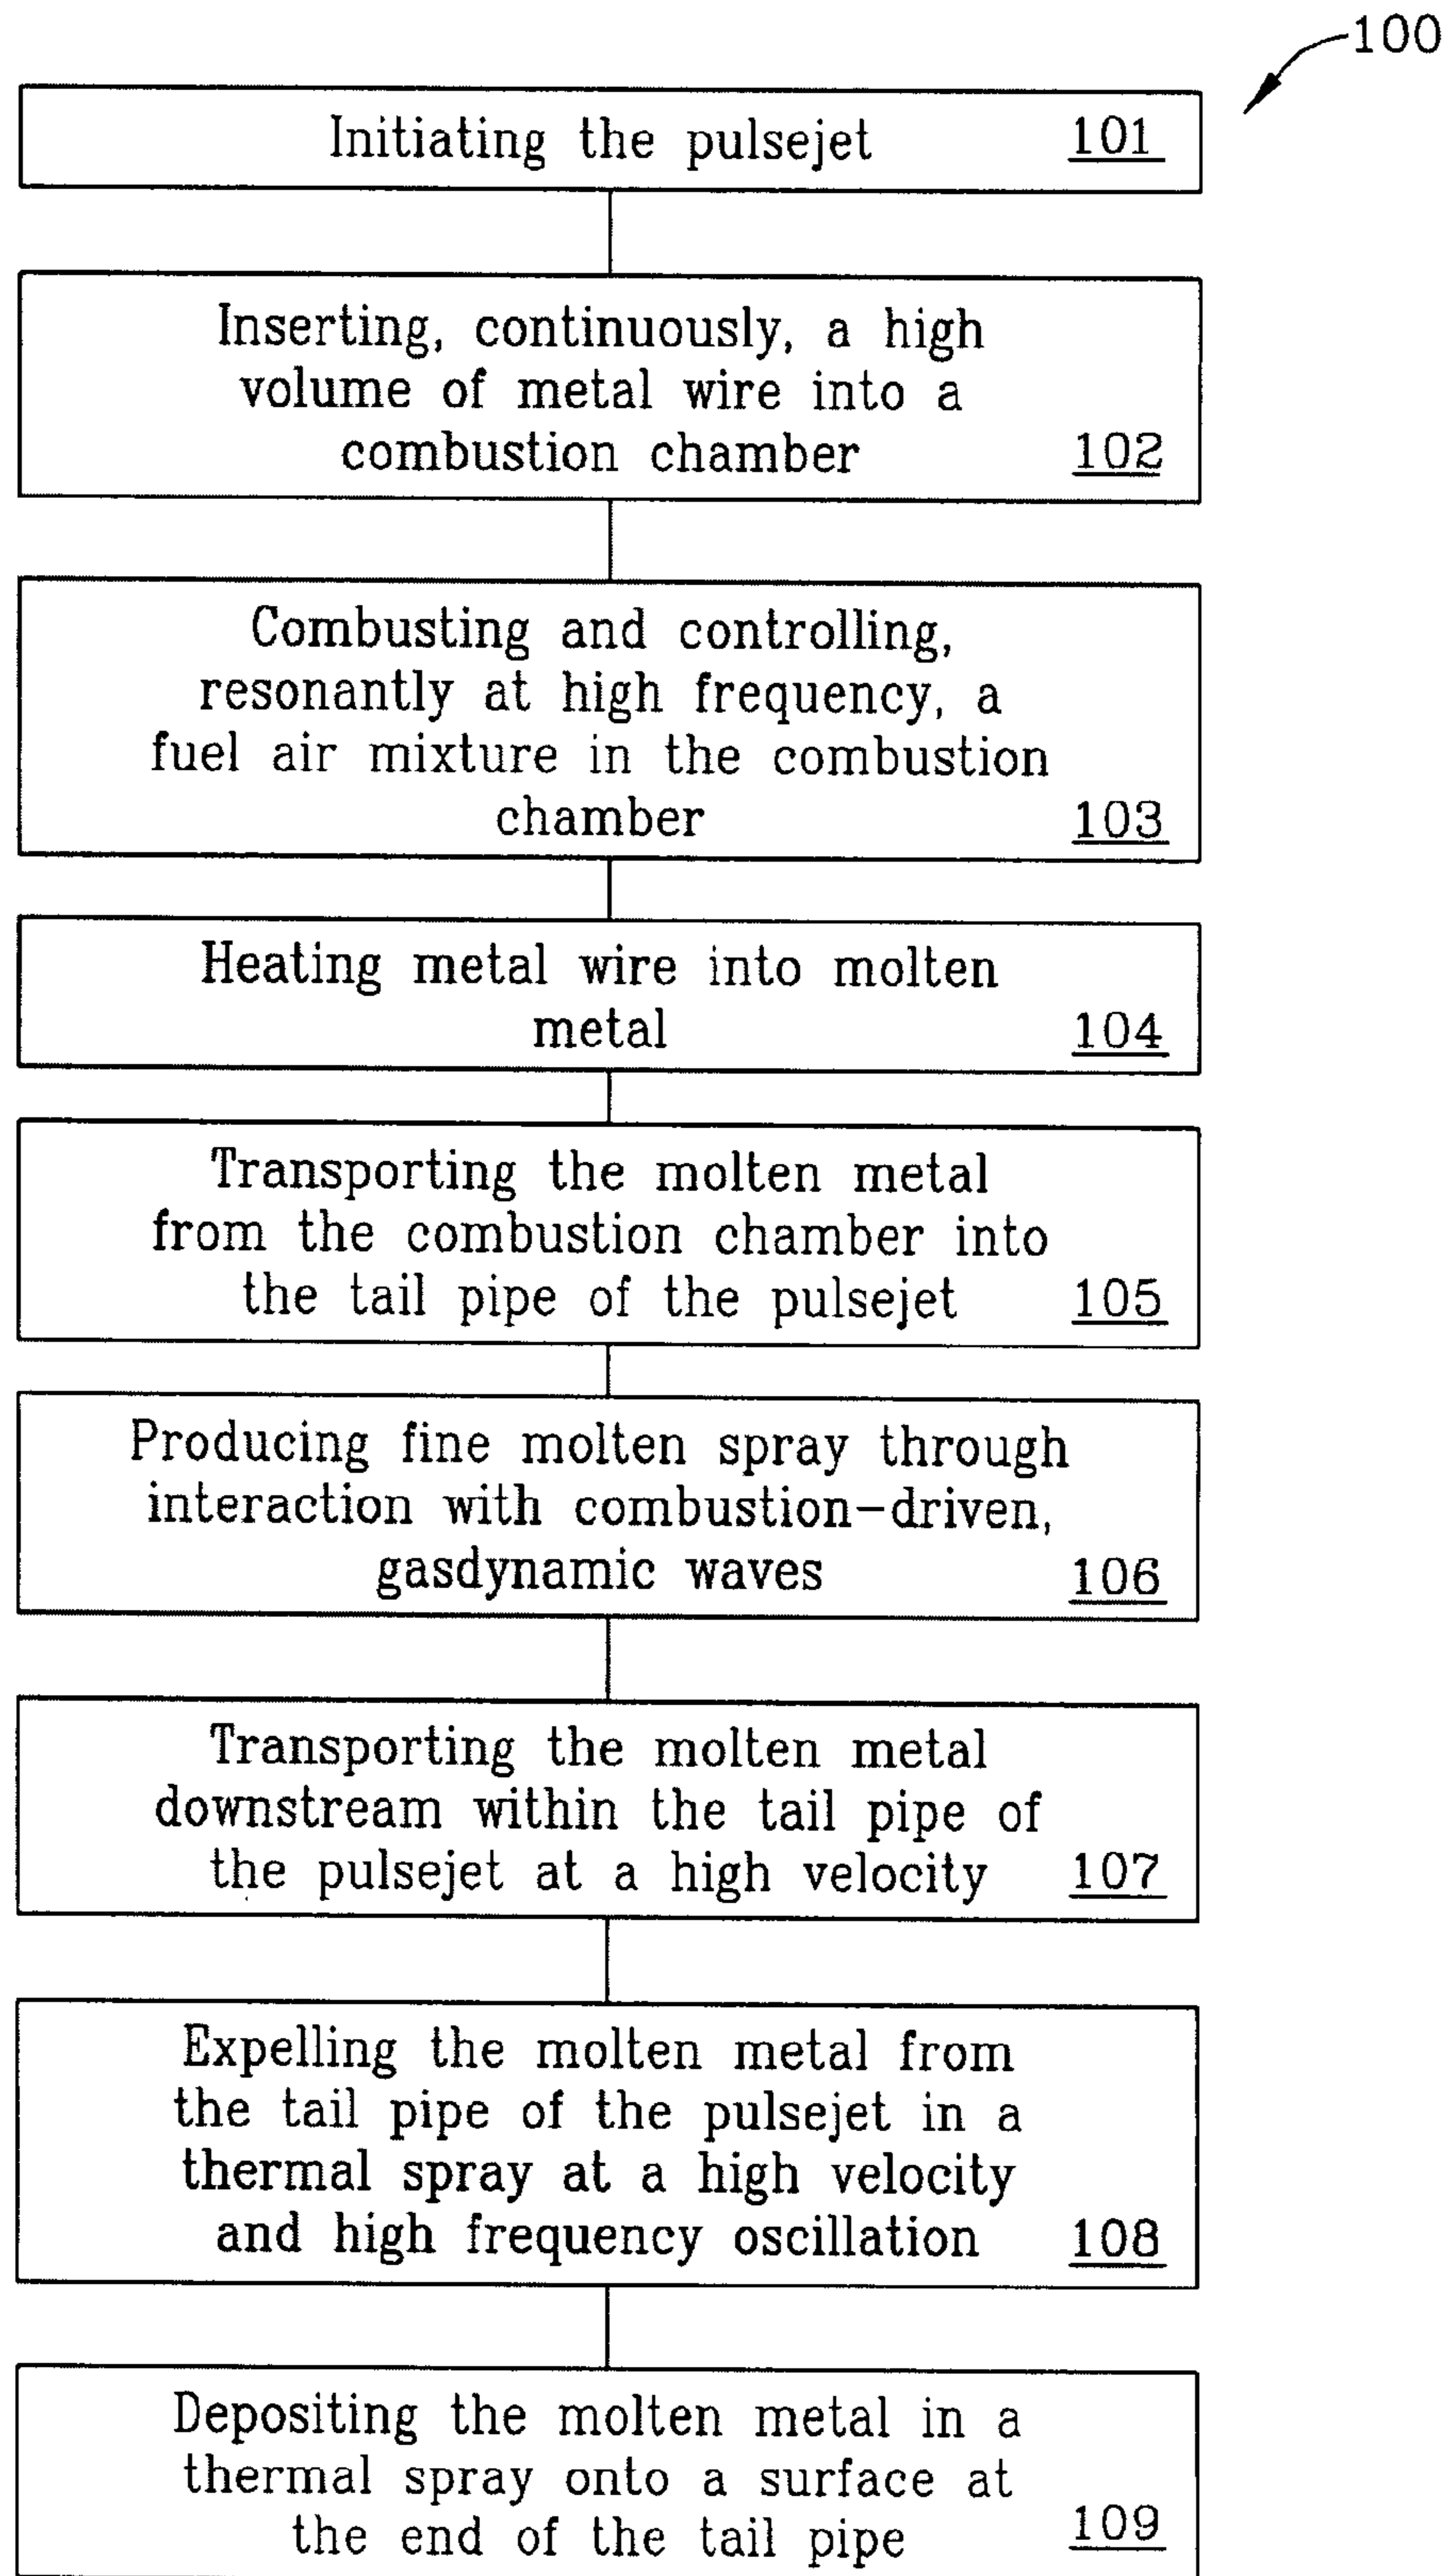 100
Initiating the pulsejet 101
Inserting, continuously, a high
volume of metal wire into a
combustion chamber 102
Combusting and controlling,
resonantly at high frequency, a
fuel air mixture in the combustion
chamber 103
Heating metal wire into molten
metal 104
Transporting the molten metal
from the combustion chamber into
the tail pipe of the pulsejet 105
Producing fine molten spray through
interaction with combustion-driven,
gasdynamic waves 106
Transporting the molten metal
downstream within the tail pipe of
the pulsejet at a high velocity 107
Expelling the molten metal from
the tail pipe of the pulsejet in a
thermal spray at a high velocity
and high frequency oscillation 108
Depositing the molten metal in a
thermal spray onto a surface at
the end of the tail pipe 109